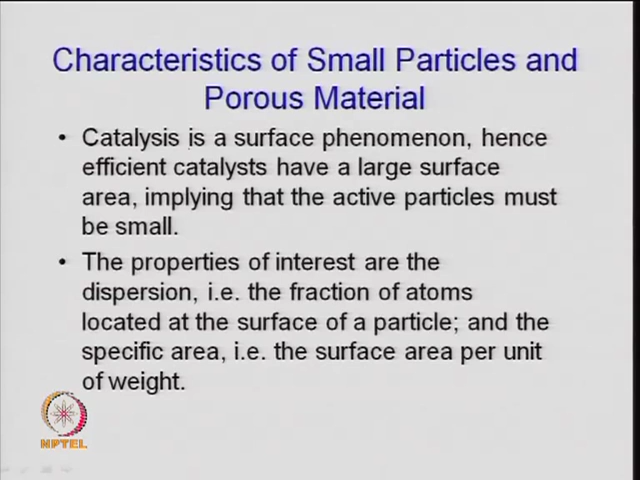 Characteristics of Small Particles and
Porous Material
• Catalysis is a surface phenomenon, hence
efficient catalysts have a large surface
area, implying that the active particles must
be small.
• The properties of interest are the
dispersion, i.e. the fraction of atoms
located at the surface of a particle; and the
specific area, i.e. the surface area per unit
of weight.
NPTEL